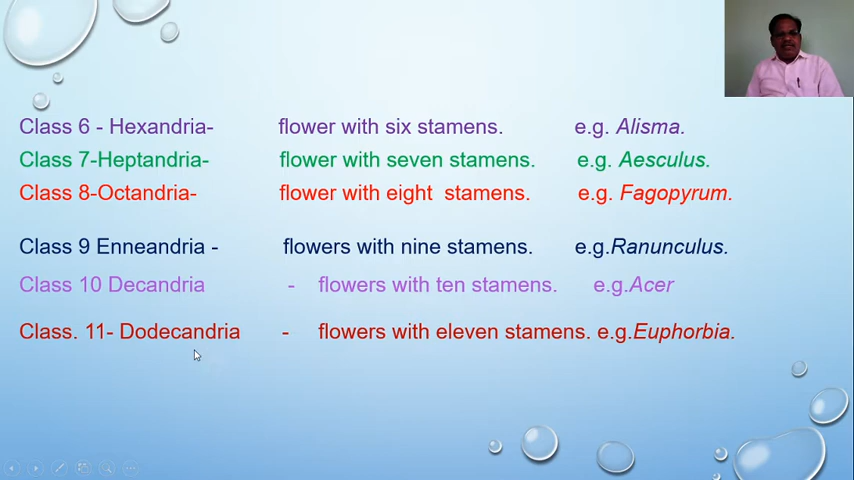 Class 6 - Hexandria- flower with six stamens. e.g. Alisma.
Class 7-Heptandria- flower with seven stamens. e.g. Aesculus.
Class 8-Octandria- flower with eight stamens. e.g. Fagopyrum.
Class 9 Enneandria - flowers with nine stamens. e.g.Ranunculus.
Class 10 Decandria - flowers with ten stamens. e.g.Acer
Class. 11- Dodecandria - flowers with eleven stamens. e.g.Euphorbia.